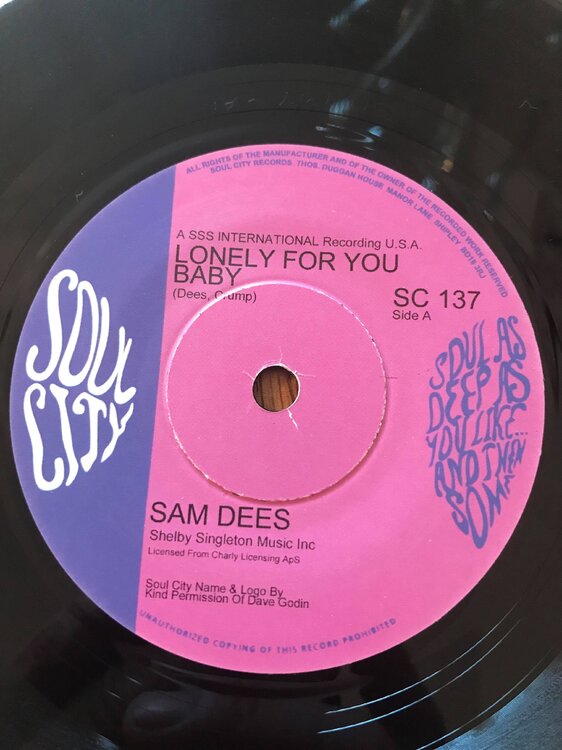 ALL RIGHTS OF THE MANUFACTURER AND OF THE OWNER OF THE RECORDED WORK RESERVED
SOUL CITY RECORDS. THOS. DUGGAN HOUSE, MANOR LANE, SHIPLEY BD18 3RJ
A SSS INTERNATIONAL Recording U.S.A.
LONELY FOR YOU
BABY
(Dees, Crump)
SC 137
Side A
SOUL
CITY
SOUL AS
DEEP AS
YOU LIKE...
AND THEN
SOME
SAM DEES
Shelby Singleton Music Inc
Licensed From Charly Licensing ApS
Soul City Name & Logo By
Kind Permission Of Dave Godin
UNAUTHORIZED COPYING OF THIS RECORD PROHIBITED